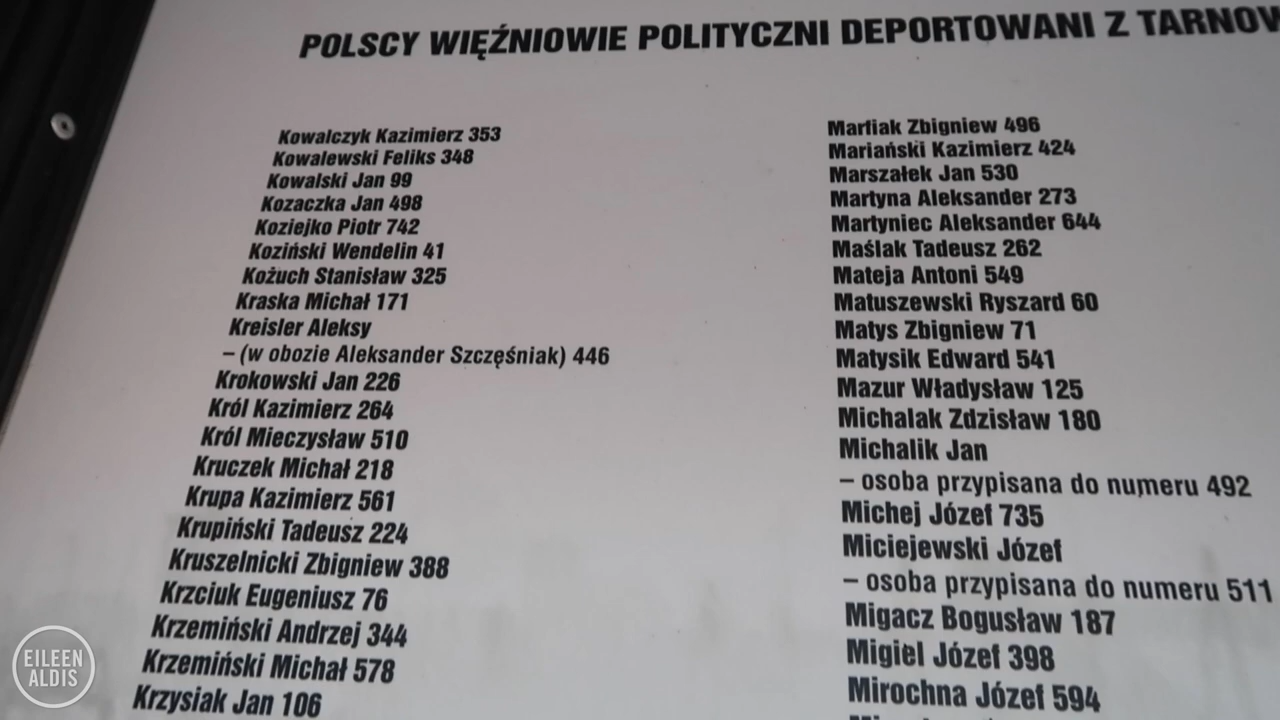 POLSCY WIĘŹNIOWIE POLITYCZNI DEPORTOWANI Z
Kowalczyk Kazimierz 353
Kowalewski Feliks 348
Kowalski Jan 99
Kozaczka Jan 498
Koziejko Piotr 742
Koziński Wendelin 41
Kożuch Stanisław 325
Kraska Michał 171
Kreisler Aleksy
– (w obozie Aleksander Szczęśniak) 446
Krokowski Jan 226
Król Kazimierz 264
Król Mieczysław 510
Kruczek Michał 218
Krupa Kazimierz 561
Krupiński Tadeusz 224
Kruszelnicki Zbigniew 388
Krzciuk Eugeniusz 76
Krzemiński Andrzej 344
Krzemiński Michał 578
Krzysiak Jan 106
Marfiak Zbigniew 496
Mariański Kazimierz 424
Marszałek Jan 530
Martyna Aleksander 273
Martyniec Aleksander 644
Maślak Tadeusz 262
Mateja Antoni 549
Matuszewski Ryszard 60
Matys Zbigniew 71
Matysik Edward 541
Mazur Władysław 125
Michalak Zdzisław 180
Michalik Jan
– osoba przypisana do numeru 492
Michej Józef 735
Miciejewski Józef
– osoba przypisana do numeru 511
Migacz Bogusław 187
Migiel Józef 398
Mirochna Józef 594
EILEEN
ALDIS